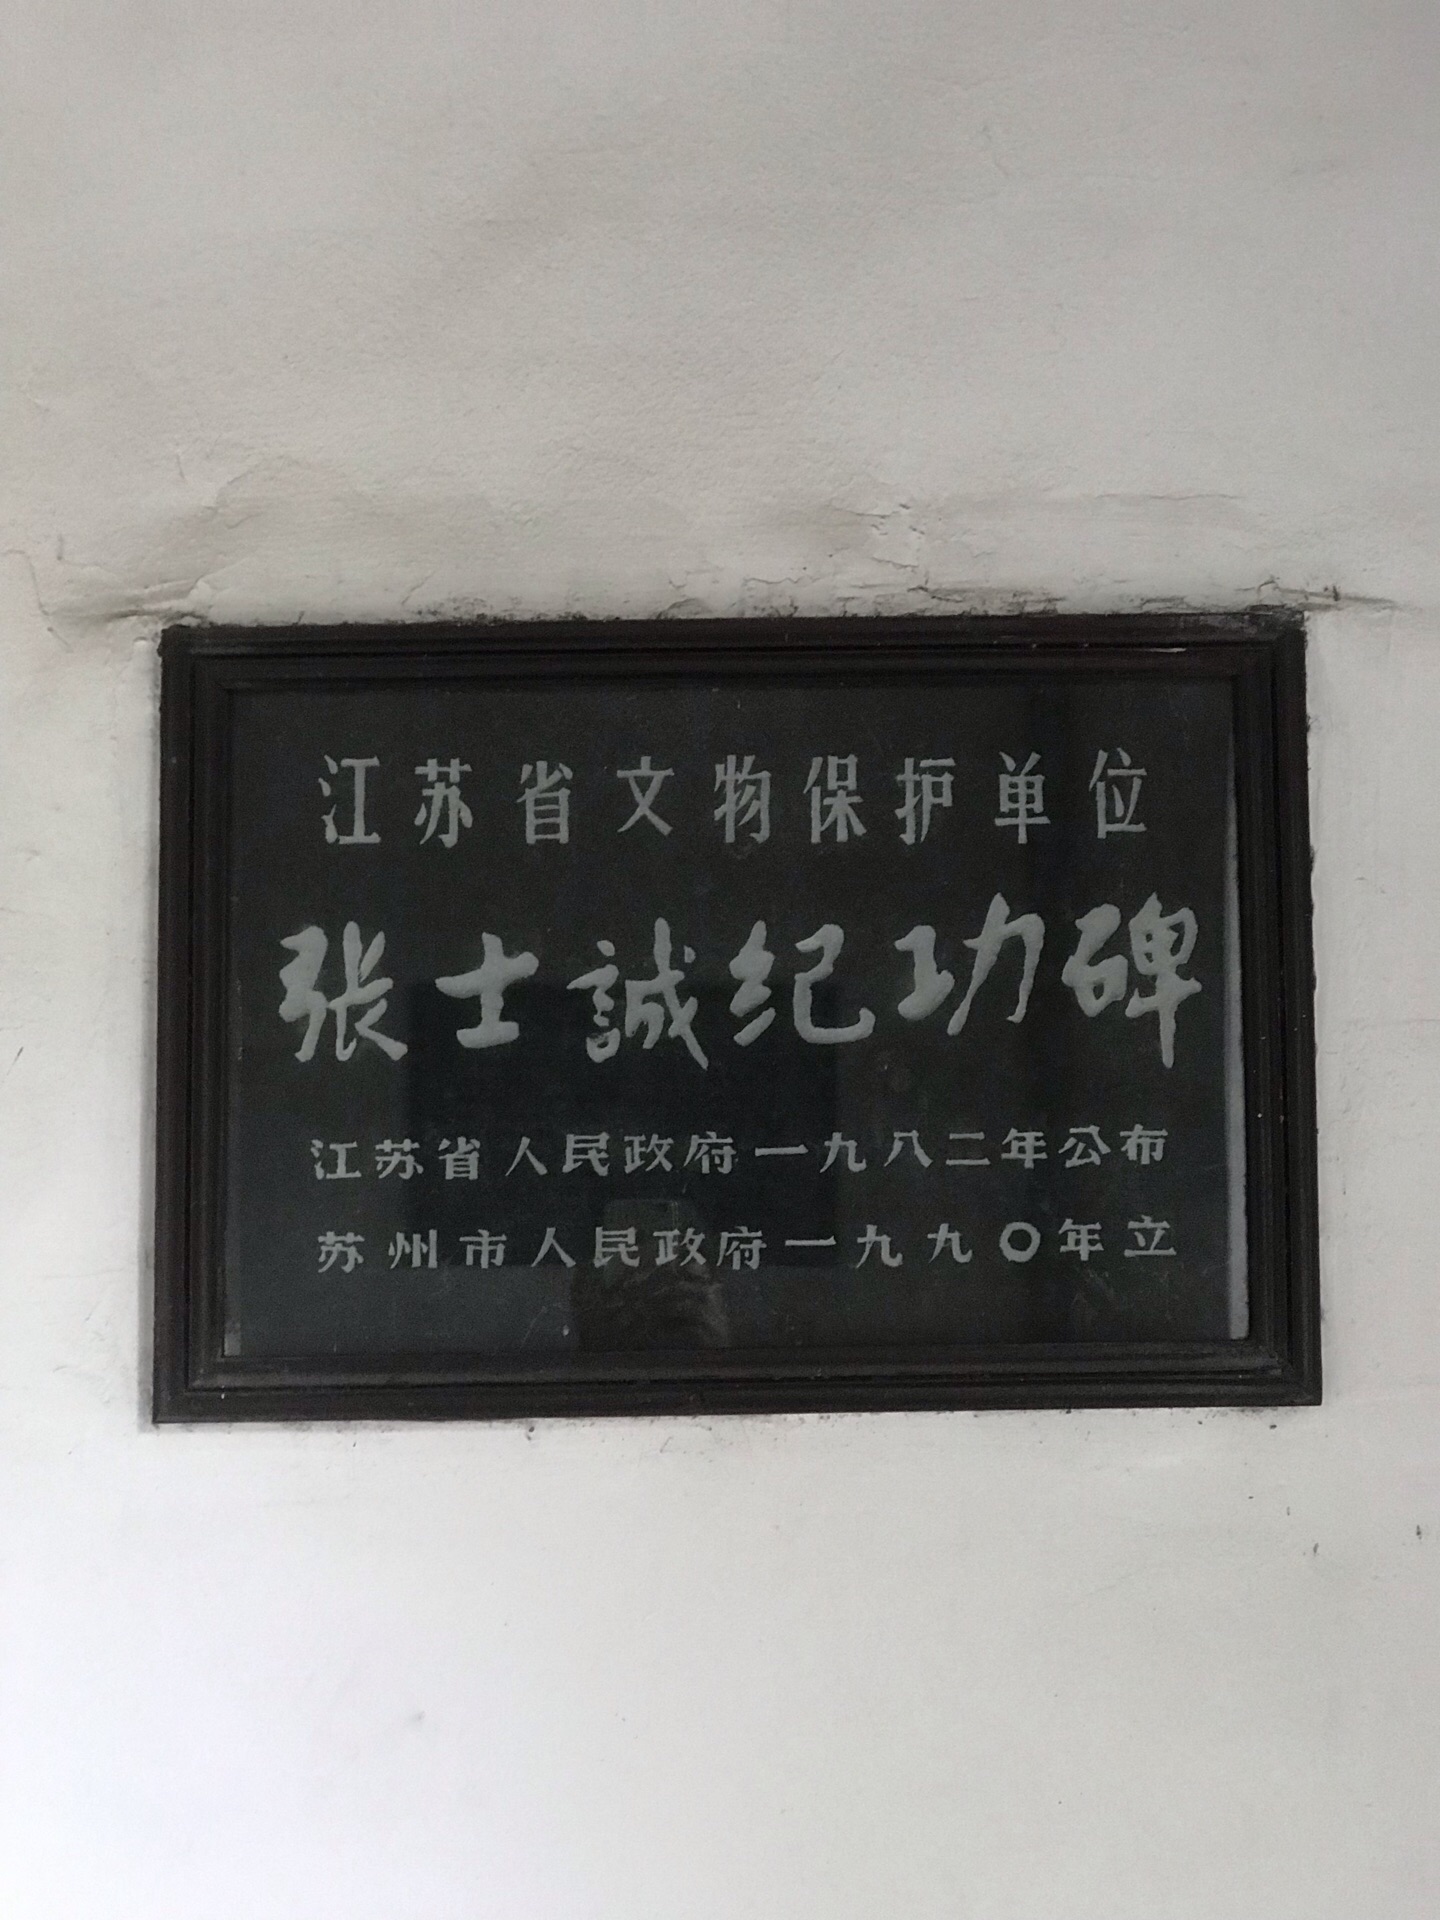 江苏省文物保护单位
张士誠纪功碑
江苏省人民政府一九八二年公布
苏州市人民政府一九九〇年立